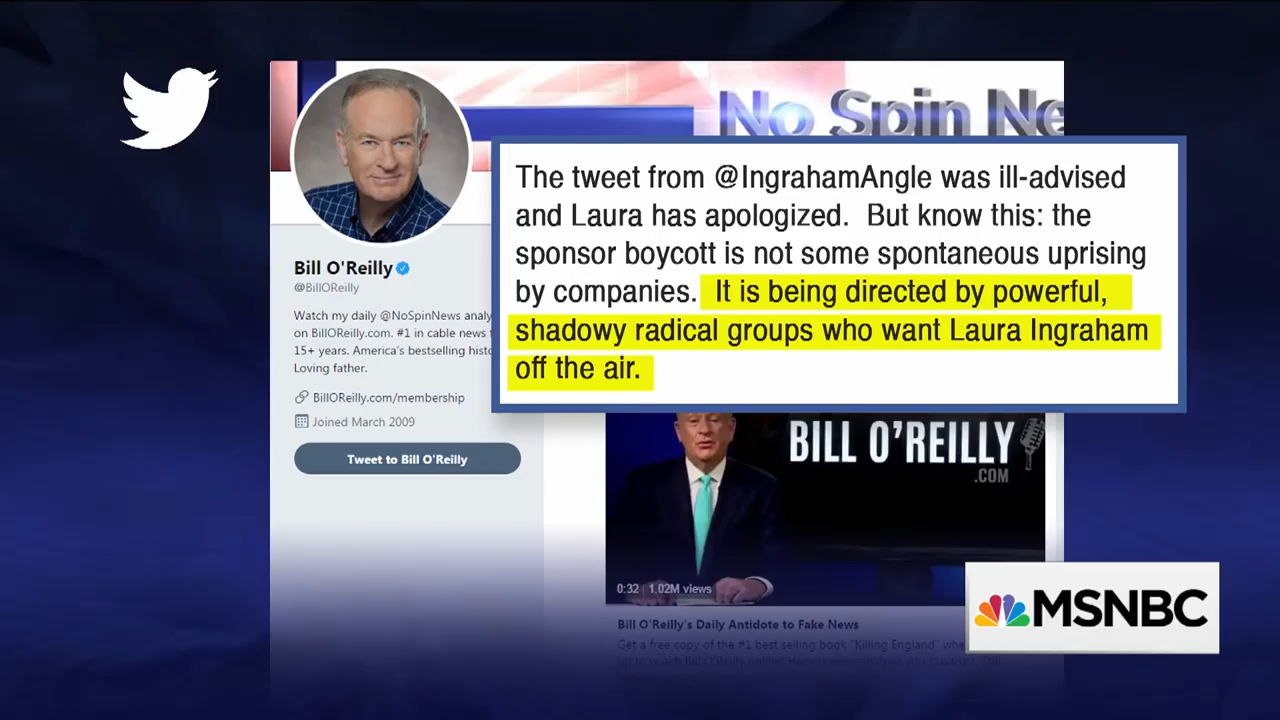 No Spin Ne
The tweet from @IngrahamAngle was ill-advised
and Laura has apologized. But know this: the
sponsor boycott is not some spontaneous uprising
by companies. It is being directed by powerful,
shadowy radical groups who want Laura Ingraham
off the air.
Bill O'Reilly
@BillOReilly
Watch my daily @NoSpinNews analy
on BillOReilly.com. #1 in cable news
15+ years. America's bestselling hist
Loving father.
BillOReilly.com/membership
Joined March 2009
Tweet to Bill O'Reilly
BILL O'REILLY
.COM
0:32 1.02M views
Bill O'Reilly's Daily Antidote to Fake News
Get a free copy of the #1 best selling book "Killing England"
MSNBC